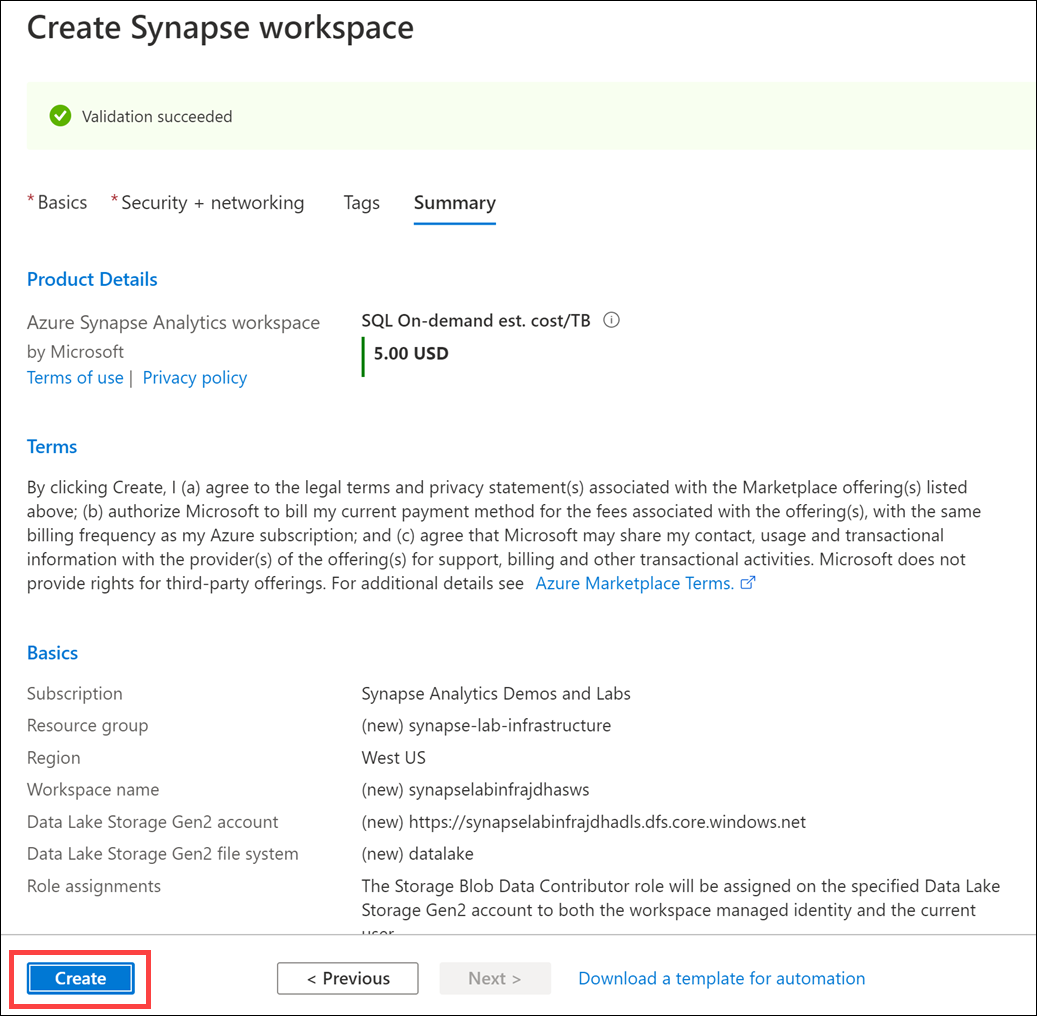 Create Synapse workspace
Validation succeeded
* Basics * Security + networking Tags Summary
Product Details
Azure Synapse Analytics workspace
by Microsoft
Terms of use | Privacy policy
SQL On-demand est. cost/TB
5.00 USD
Terms
By clicking Create, I (a) agree to the legal terms and privacy statement(s) associated with the Marketplace offering(s) listed
above; (b) authorize Microsoft to bill my current payment method for the fees associated with the offering(s), with the same
billing frequency as my Azure subscription; and (c) agree that Microsoft may share my contact, usage and transactional
information with the provider(s) of the offering(s) for support, billing and other transactional activities. Microsoft does not
provide rights for third-party offerings. For additional details see Azure Marketplace Terms.
Basics
Subscription Synapse Analytics Demos and Labs
Resource group (new) synapse-lab-infrastructure
Region West US
Workspace name (new) synapselabinfrajdhasws
Data Lake Storage Gen2 account (new) https://synapselabinfrajdhadls.dfs.core.windows.net
Data Lake Storage Gen2 file system (new) datalake
Role assignments The Storage Blob Data Contributor role will be assigned on the specified Data Lake
Storage Gen2 account to both the workspace managed identity and the current
user
Create < Previous Next > Download a template for automation